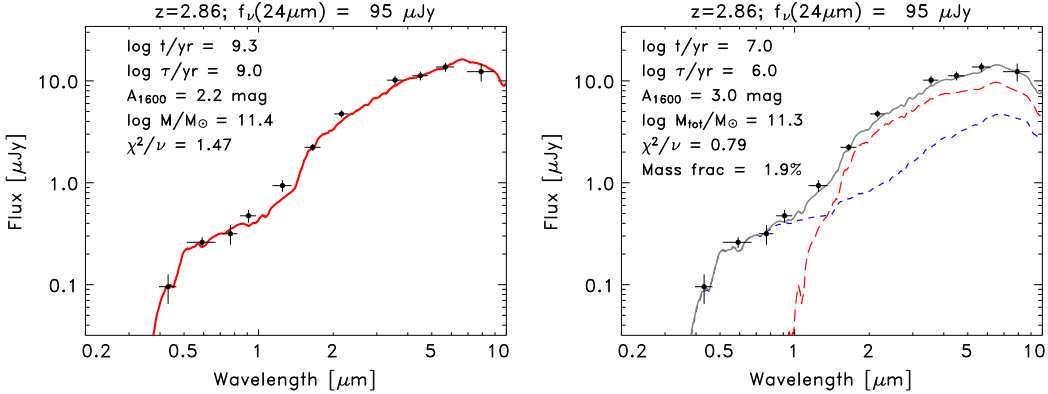 z=2.86; fν(24μm) = 95 μJy
log t/yr = 9.3
log τ/yr = 9.0
A1600 = 2.2 mag
log M/M⊙ = 11.4
χ²/ν = 1.47
10.0
1.0
0.1
Flux [μJy]
0.2 0.5 1 2 5 10
Wavelength [μm]
z=2.86; fν(24μm) = 95 μJy
log t/yr = 7.0
log τ/yr = 6.0
A1600 = 3.0 mag
log Mtot/M⊙ = 11.3
χ²/ν = 0.79
Mass frac = 1.9%
10.0
1.0
0.1
Flux [μJy]
0.2 0.5 1 2 5 10
Wavelength [μm]